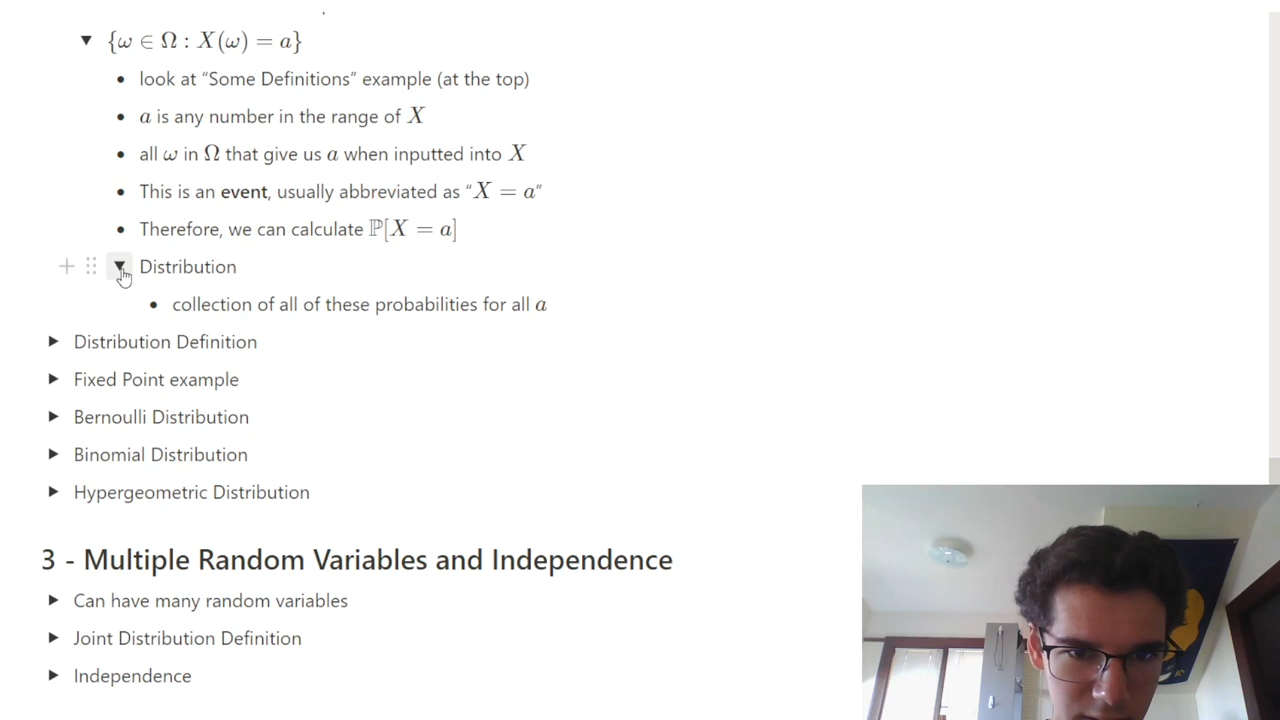 {ω ∈ Ω : X(ω) = a}
look at “Some Definitions” example (at the top)
a is any number in the range of X
all ω in Ω that give us a when inputted into X
This is an event, usually abbreviated as “X = a”
Therefore, we can calculate ℙ[X = a]
Distribution
collection of all of these probabilities for all a
Distribution Definition
Fixed Point example
Bernoulli Distribution
Binomial Distribution
Hypergeometric Distribution
3 - Multiple Random Variables and Independence
Can have many random variables
Joint Distribution Definition
Independence